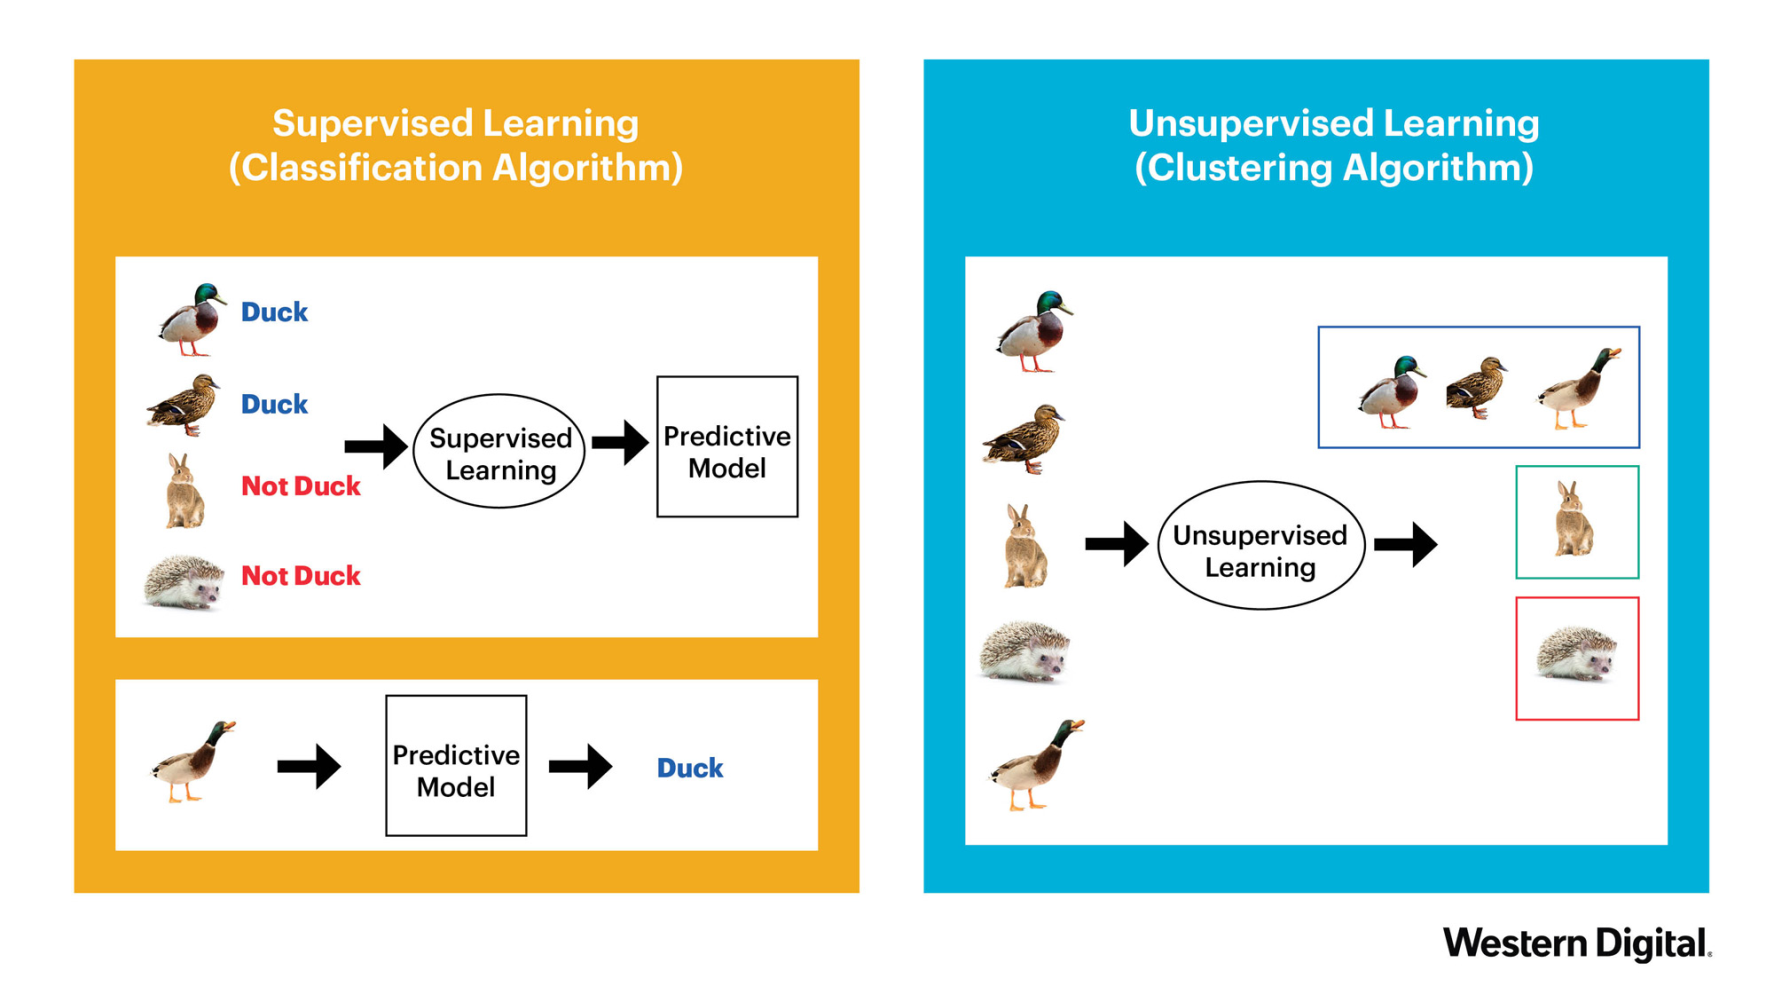 Supervised Learning
(Classification Algorithm)
Duck
Duck
Not Duck
Not Duck
Supervised
Learning
Predictive
Model
Predictive
Model
Duck
Unsupervised Learning
(Clustering Algorithm)
Unsupervised
Learning
Western Digital®